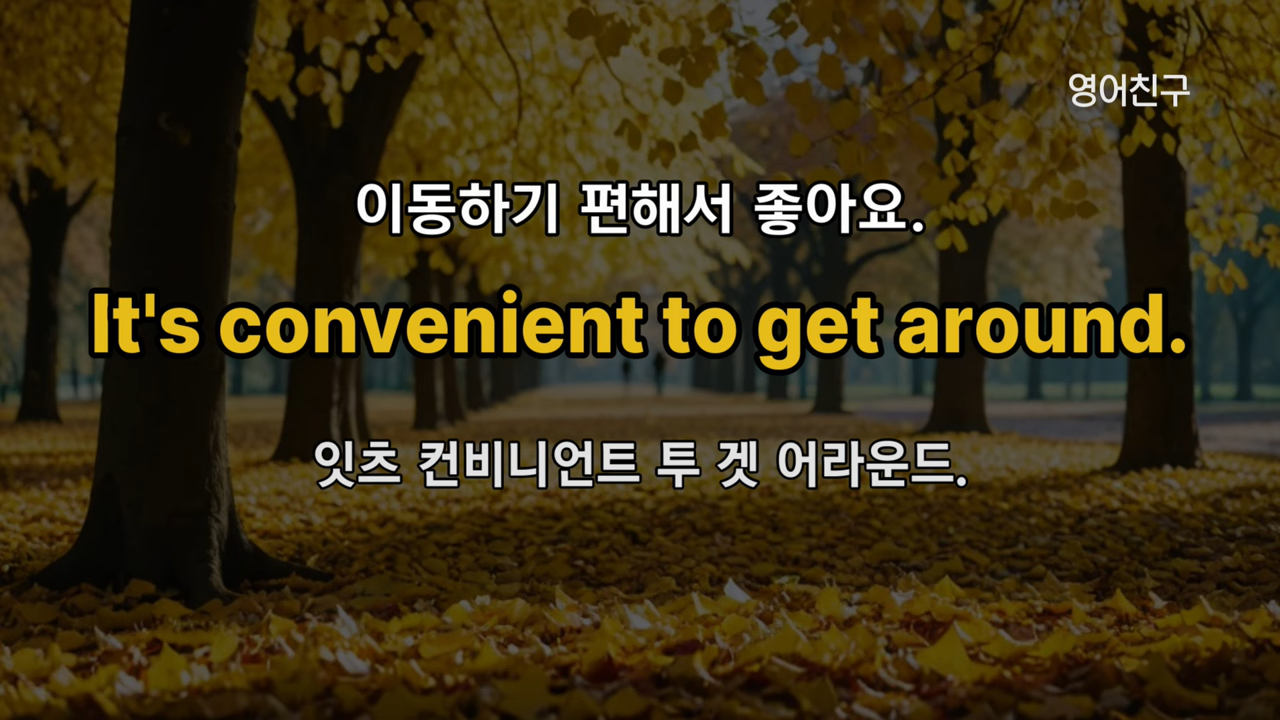 영어친구
이동하기 편해서 좋아요.
It's convenient to get around.
잇츠 컨비니언트 투 겟 어라운드.